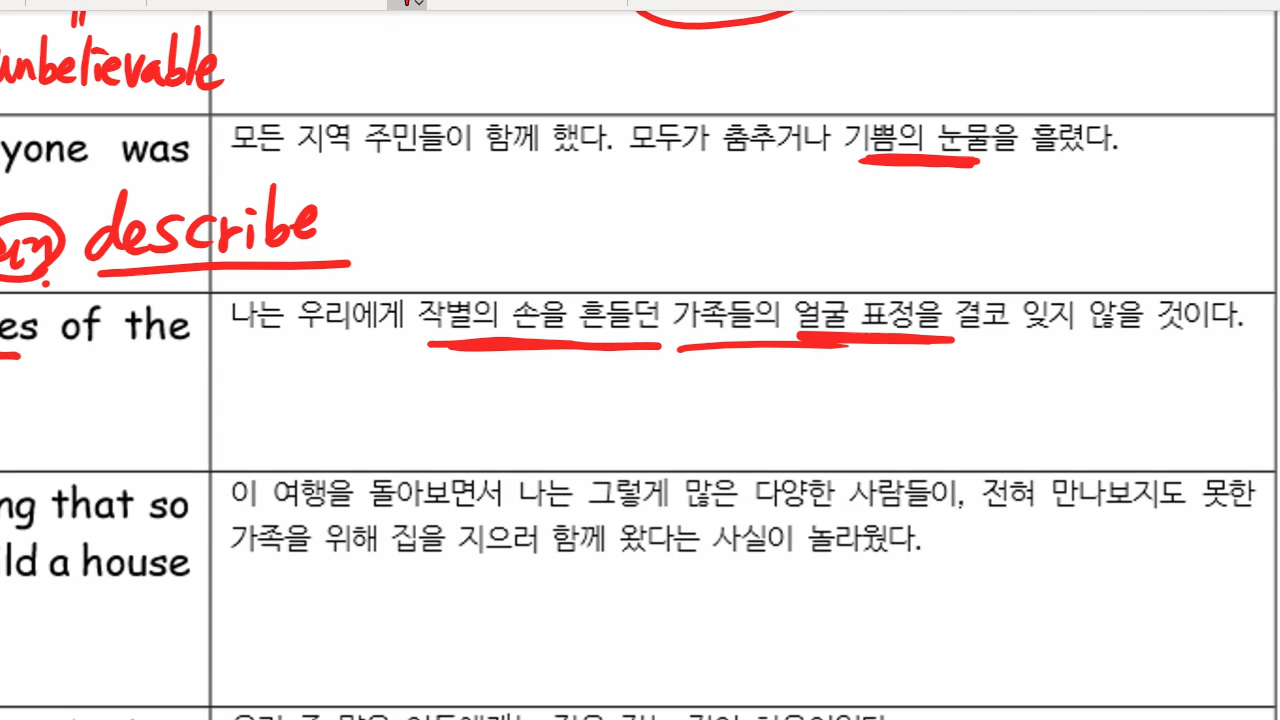 unbelievable
yone was
모든 지역 주민들이 함께 했다. 모두가 춤추거나 기쁨의 눈물을 흘렸다.
describe
es of the
나는 우리에게 작별의 손을 흔들던 가족들의 얼굴 표정을 결코 잊지 않을 것이다.
ng that so
이 여행을 돌아보면서 나는 그렇게 많은 다양한 사람들이, 전혀 만나보지도 못한
ld a house
가족을 위해 집을 지으러 함께 왔다는 사실이 놀라웠다.